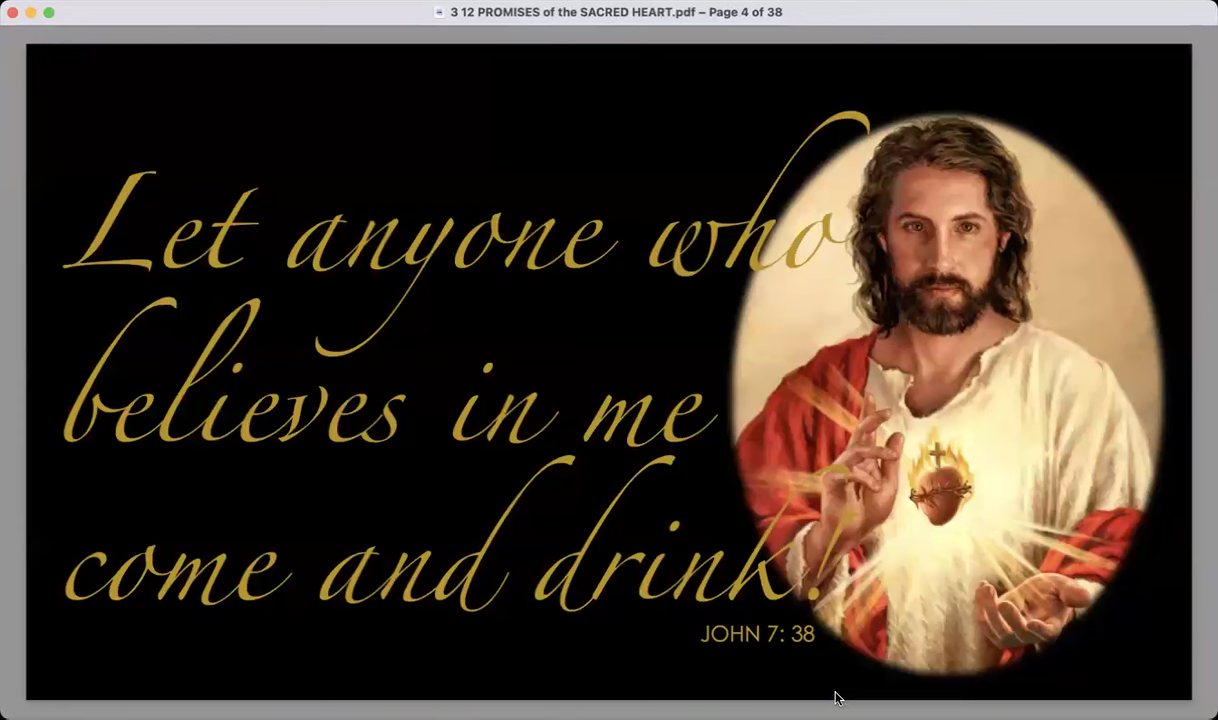 3 12 PROMISES of the SACRED HEART.pdf – Page 4 of 38
Let anyone who
believes in me
come and drink!
JOHN 7: 38